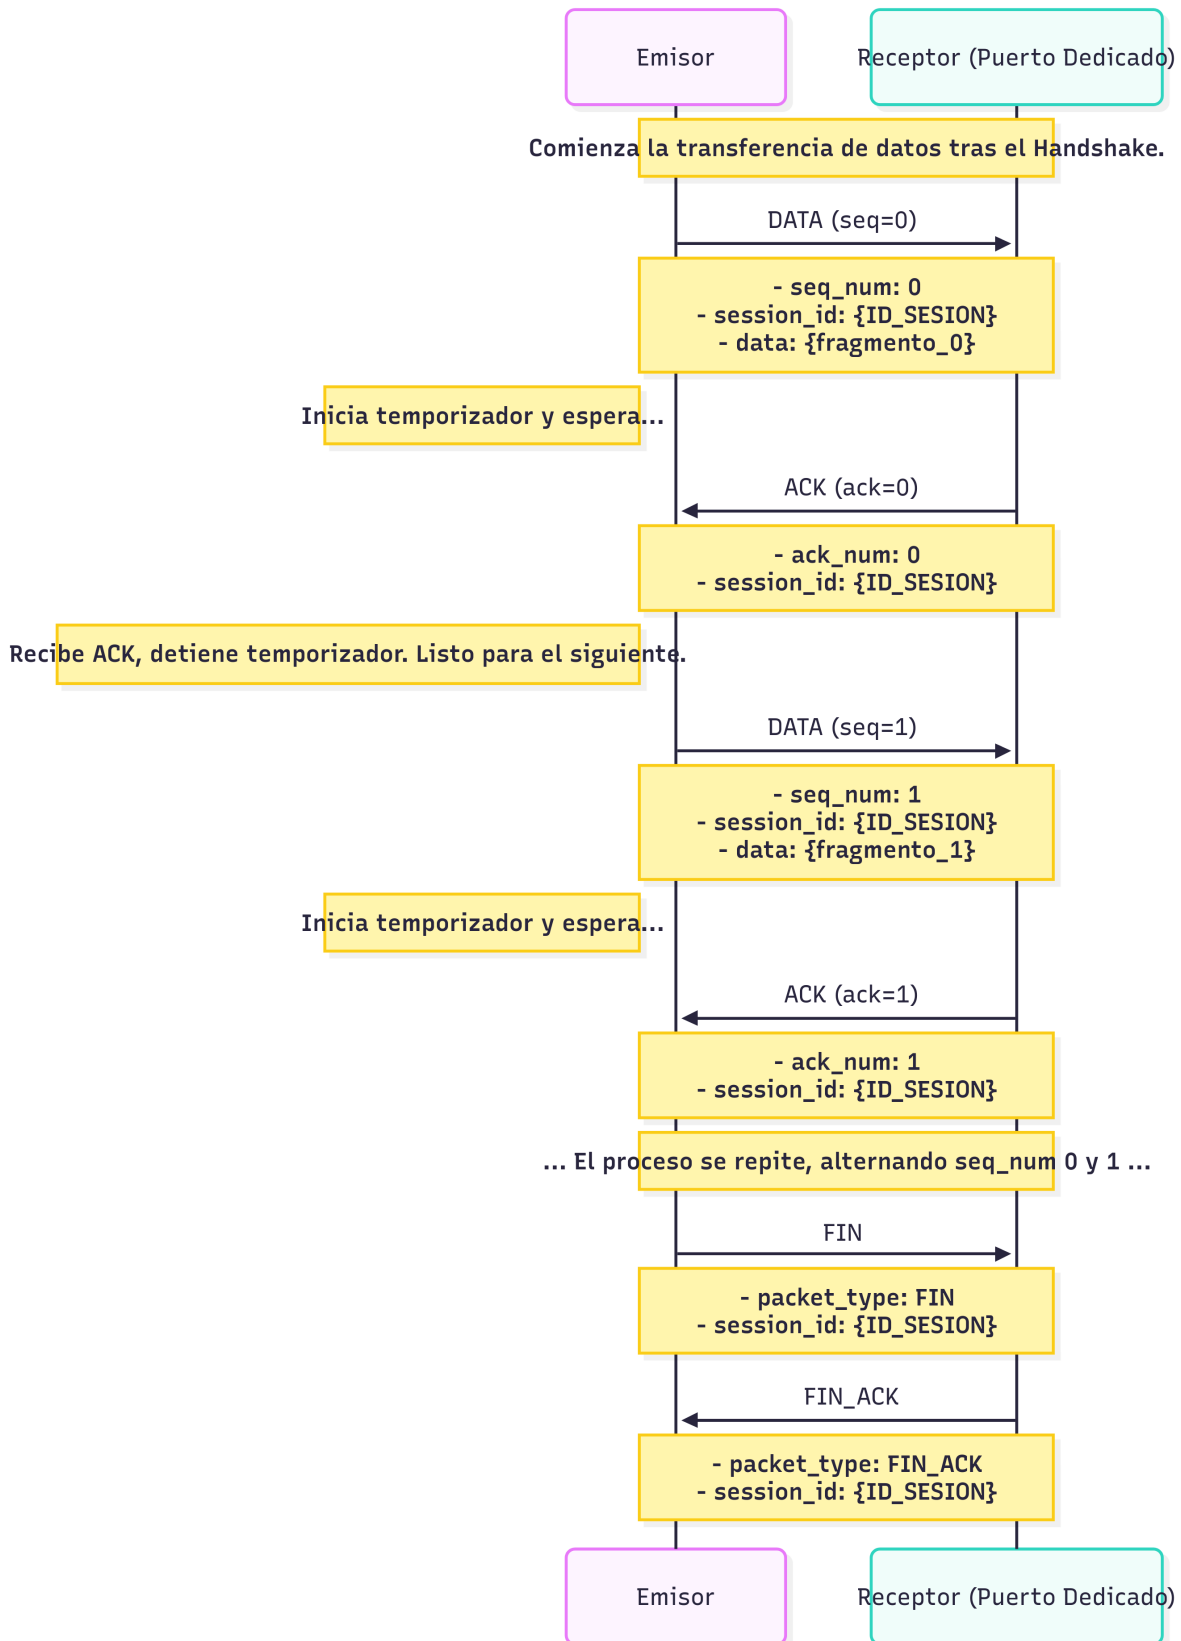 Emisor
Receptor (Puerto Dedicado)
Comienza la transferencia de datos tras el Handshake.
DATA (seq=0)
- seq_num: 0
- session_id: {ID_SESION}
- data: {fragmento_0}
Inicia temporizador y espera...
ACK (ack=0)
- ack_num: 0
- session_id: {ID_SESION}
Recibe ACK, detiene temporizador. Listo para el siguiente.
DATA (seq=1)
- seq_num: 1
- session_id: {ID_SESION}
- data: {fragmento_1}
Inicia temporizador y espera...
ACK (ack=1)
- ack_num: 1
- session_id: {ID_SESION}
... El proceso se repite, alternando seq_num 0 y 1 ...
FIN
- packet_type: FIN
- session_id: {ID_SESION}
FIN_ACK
- packet_type: FIN_ACK
- session_id: {ID_SESION}
Emisor
Receptor (Puerto Dedicado)